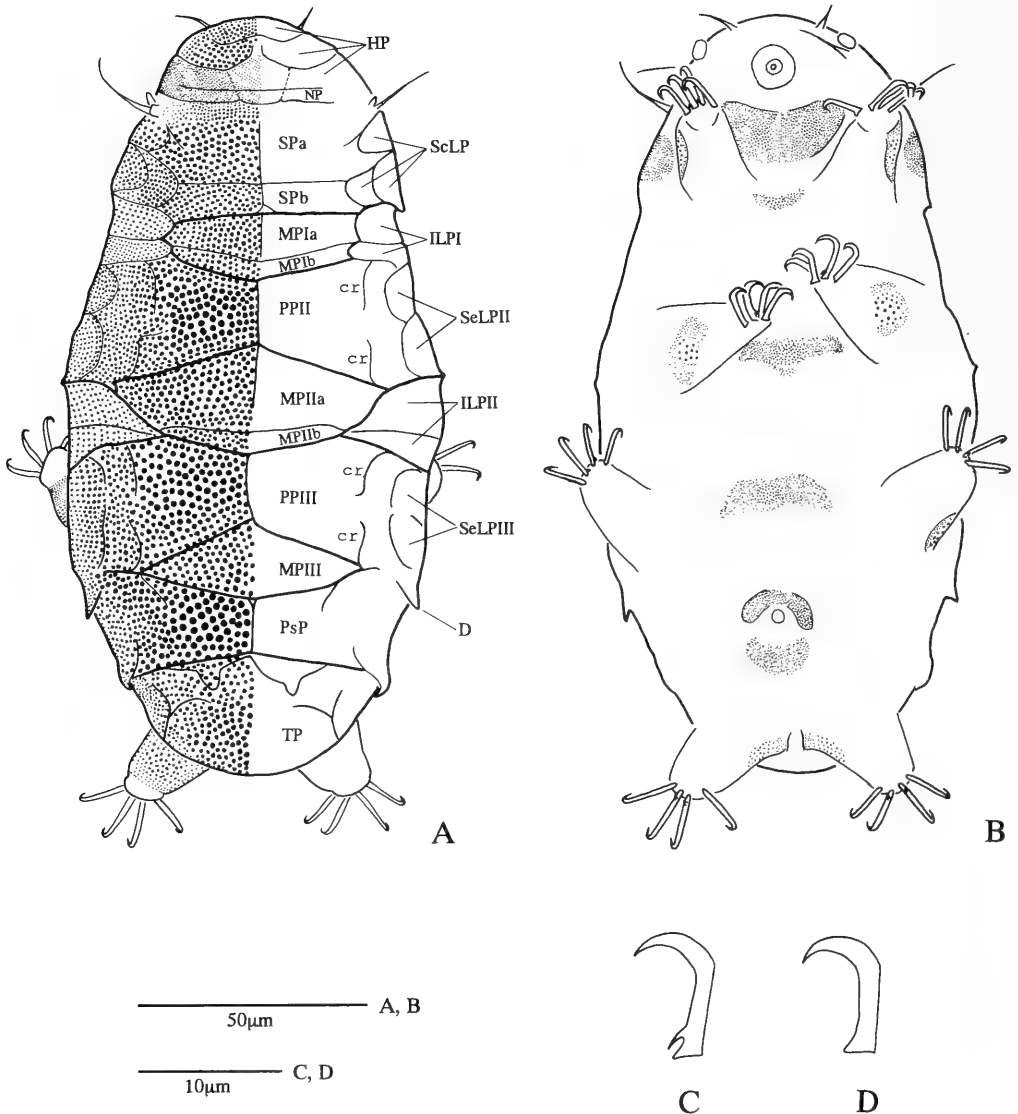 HP
NP
SPa
ScLP
SPb
MPIa
ILPI
MPIb
cr
PPII
SeLPII
cr
MPIIa
ILPII
MPIIb
cr
PPIII
SeLPIII
cr
MPIII
D
PsP
TP
A
B
A, B
50µm
C, D
10µm
C
D